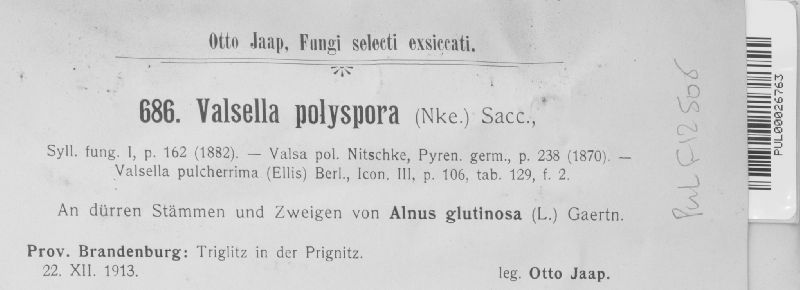 Otto Jaap, Fungi selecti exsiccati.
686. Valsella polyspora (Nke.) Sacc.,
Syll. fung. I, p. 162 (1882). — Valsa pol. Nitschke, Pyren. germ., p. 238 (1870). —
Valsella pulcherrima (Ellis) Berl., Icon. III, p. 106, tab. 129, f. 2.
An dürren Stämmen und Zweigen von Alnus glutinosa (L.) Gaertn.
Prov. Brandenburg: Triglitz in der Prignitz.
22. XII. 1913. leg. Otto Jaap.
PUL F12506
PUL00026763